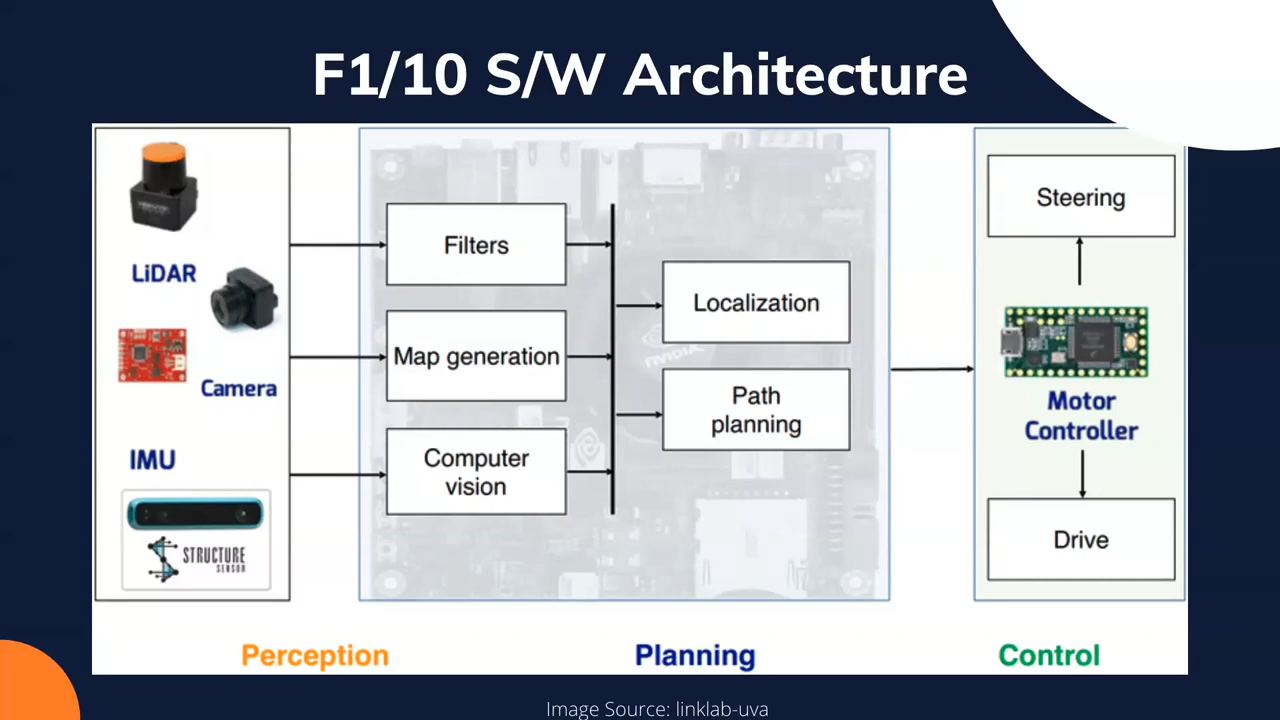 F1/10 S/W Architecture
LiDAR
Camera
IMU
STRUCTURE
SENSOR
Filters
Map generation
Computer
vision
NVIDIA
Localization
Path
planning
Steering
Motor
Controller
Drive
Perception
Planning
Control
Image Source: linklab-uva